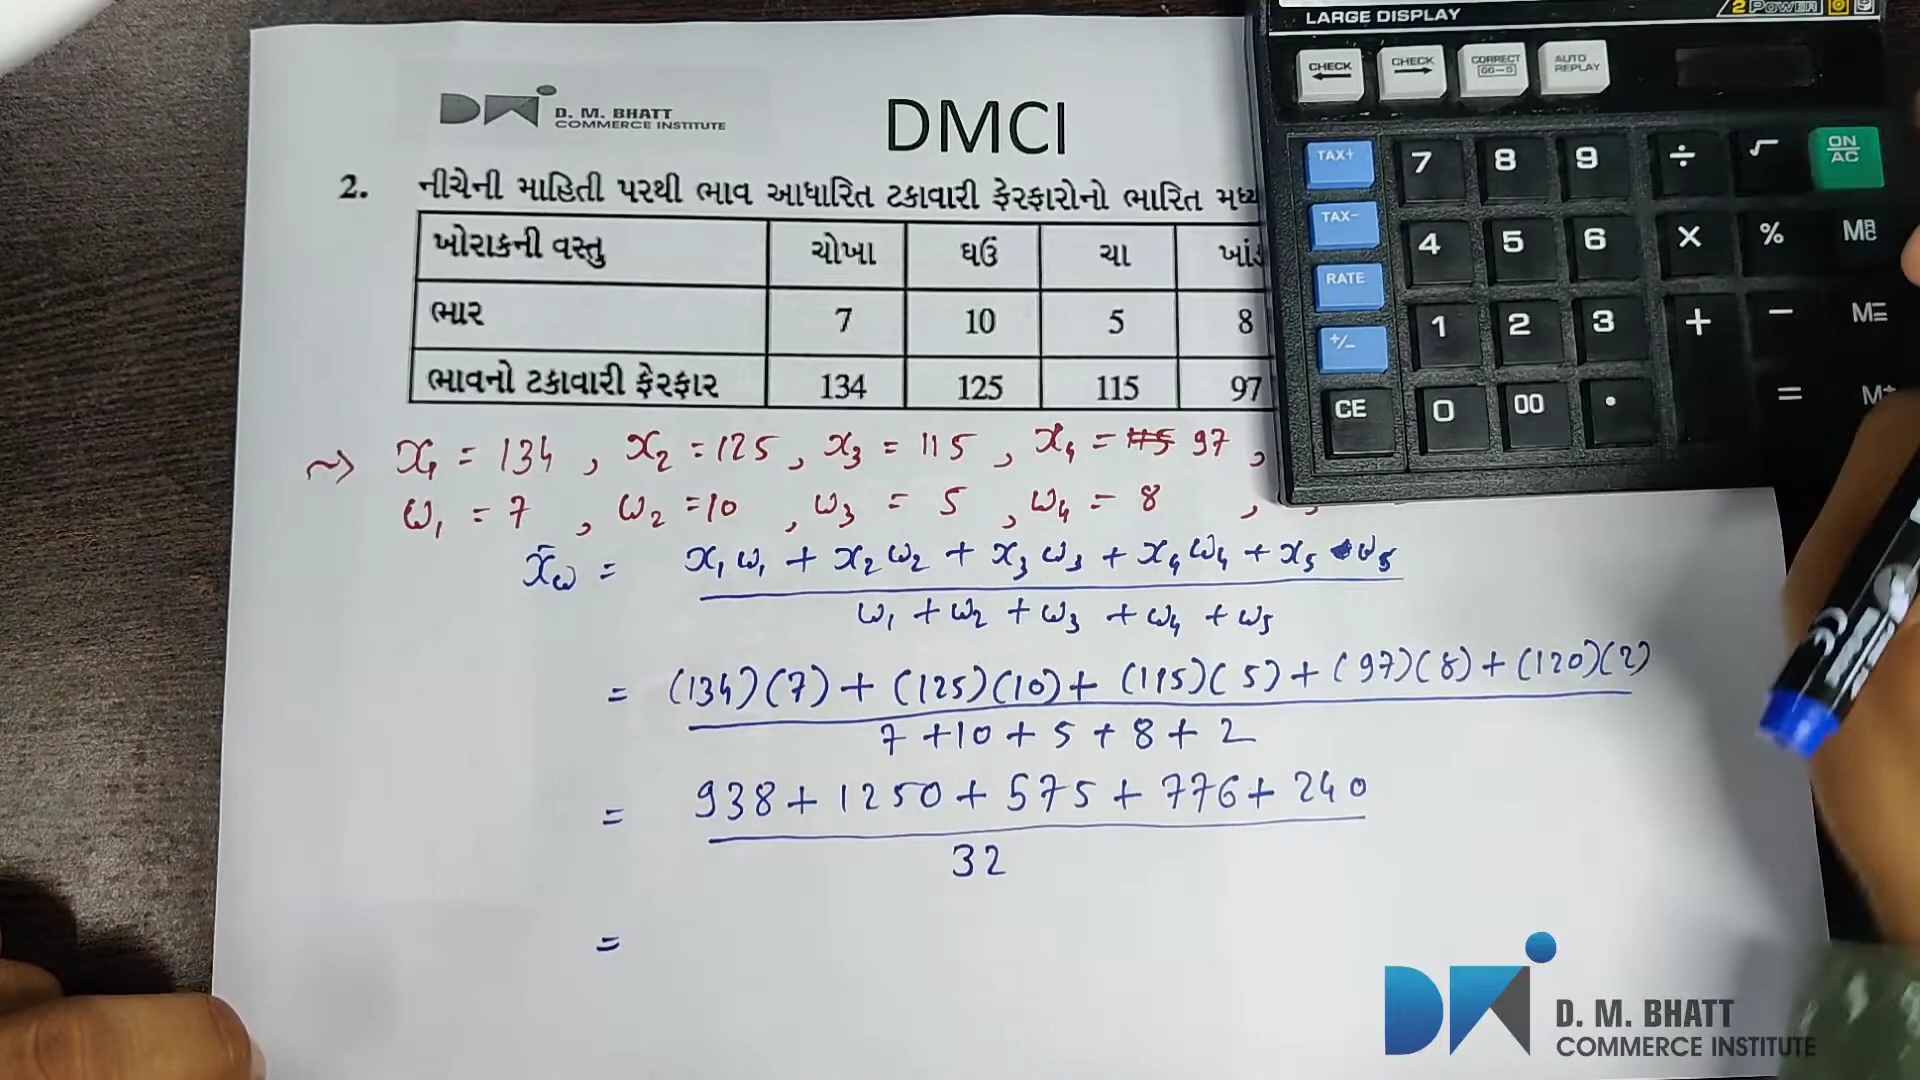 LARGE DISPLAY
2 POWER
CHECK CHECK CORRECT 00→0 AUTO REPLAY
D. M. BHATT
COMMERCE INSTITUTE
DMCI
2. નીચેની માહિતી પરથી ભાવ આધારિત ટકાવારી ફેરફારોનો ભારિત મધ્ય
ખોરાકની વસ્તુ ચોખા ઘઉં ચા ખાં
ભાર 7 10 5 8
ભાવનો ટકાવારી ફેરફાર 134 125 115 97
TAX+ 7 8 9 ÷ √ ON/AC
TAX- 4 5 6 × %
RATE 1 2 3 + −
+/-
CE 0 00 • =
~> x₁ = 134 , x₂ = 125 , x₃ = 115 , x₄ = 115 97 ,
ω₁ = 7 , ω₂ = 10 , ω₃ = 5 , ω₄ = 8 ,
x̄ω = x₁ω₁ + x₂ω₂ + x₃ω₃ + x₄ω₄ + x₅ω₅
ω₁ + ω₂ + ω₃ + ω₄ + ω₅
= (134)(7) + (125)(10) + (115)(5) + (97)(8) + (120)(2)
7 + 10 + 5 + 8 + 2
= 938 + 1250 + 575 + 776 + 240
32
=
D. M. BHATT
COMMERCE INSTITUTE